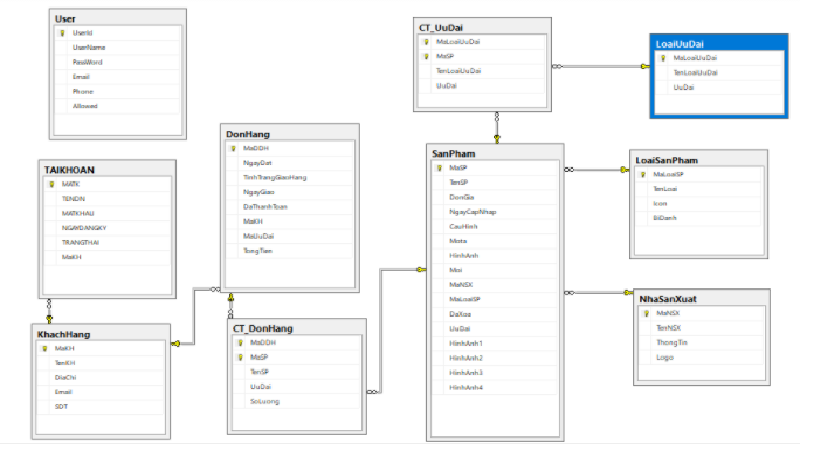 User
UserId
UserName
PassWord
Email
Phone
Allowed
TAIKHOAN
MATK
TENDN
MATKHAU
NGAYDANGKY
TRANGTHAI
MaKH
KhachHang
MaKH
TenKH
DiaChi
Email
SDT
DonHang
MaDDH
NgayDat
TinhTrangGiaoHang
NgayGiao
DaThanhToan
MaKH
MaUuDai
TongTien
CT_DonHang
MaDDH
MaSP
TenSP
UuDai
SoLuong
CT_UuDai
MaLoaiUuDai
MaSP
TenLoaiUuDai
UuDai
SanPham
MaSP
TenSP
DonGia
NgayCapNhap
CauHinh
Mota
HinhAnh
Moi
MaNSX
MaLoaiSP
DaXoa
UuDai
HinhAnh1
HinhAnh2
HinhAnh3
HinhAnh4
LoaiUuDai
MaLoaiUuDai
TenLoaiUuDai
UuDai
LoaiSanPham
MaLoaiSP
TenLoai
Icon
BiDanh
NhaSanXuat
MaNSX
TenNSX
ThongTin
Logo